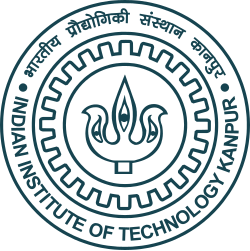 भारतीय प्रौद्योगिकी संस्थान कानपुर
INDIAN INSTITUTE OF TECHNOLOGY KANPUR